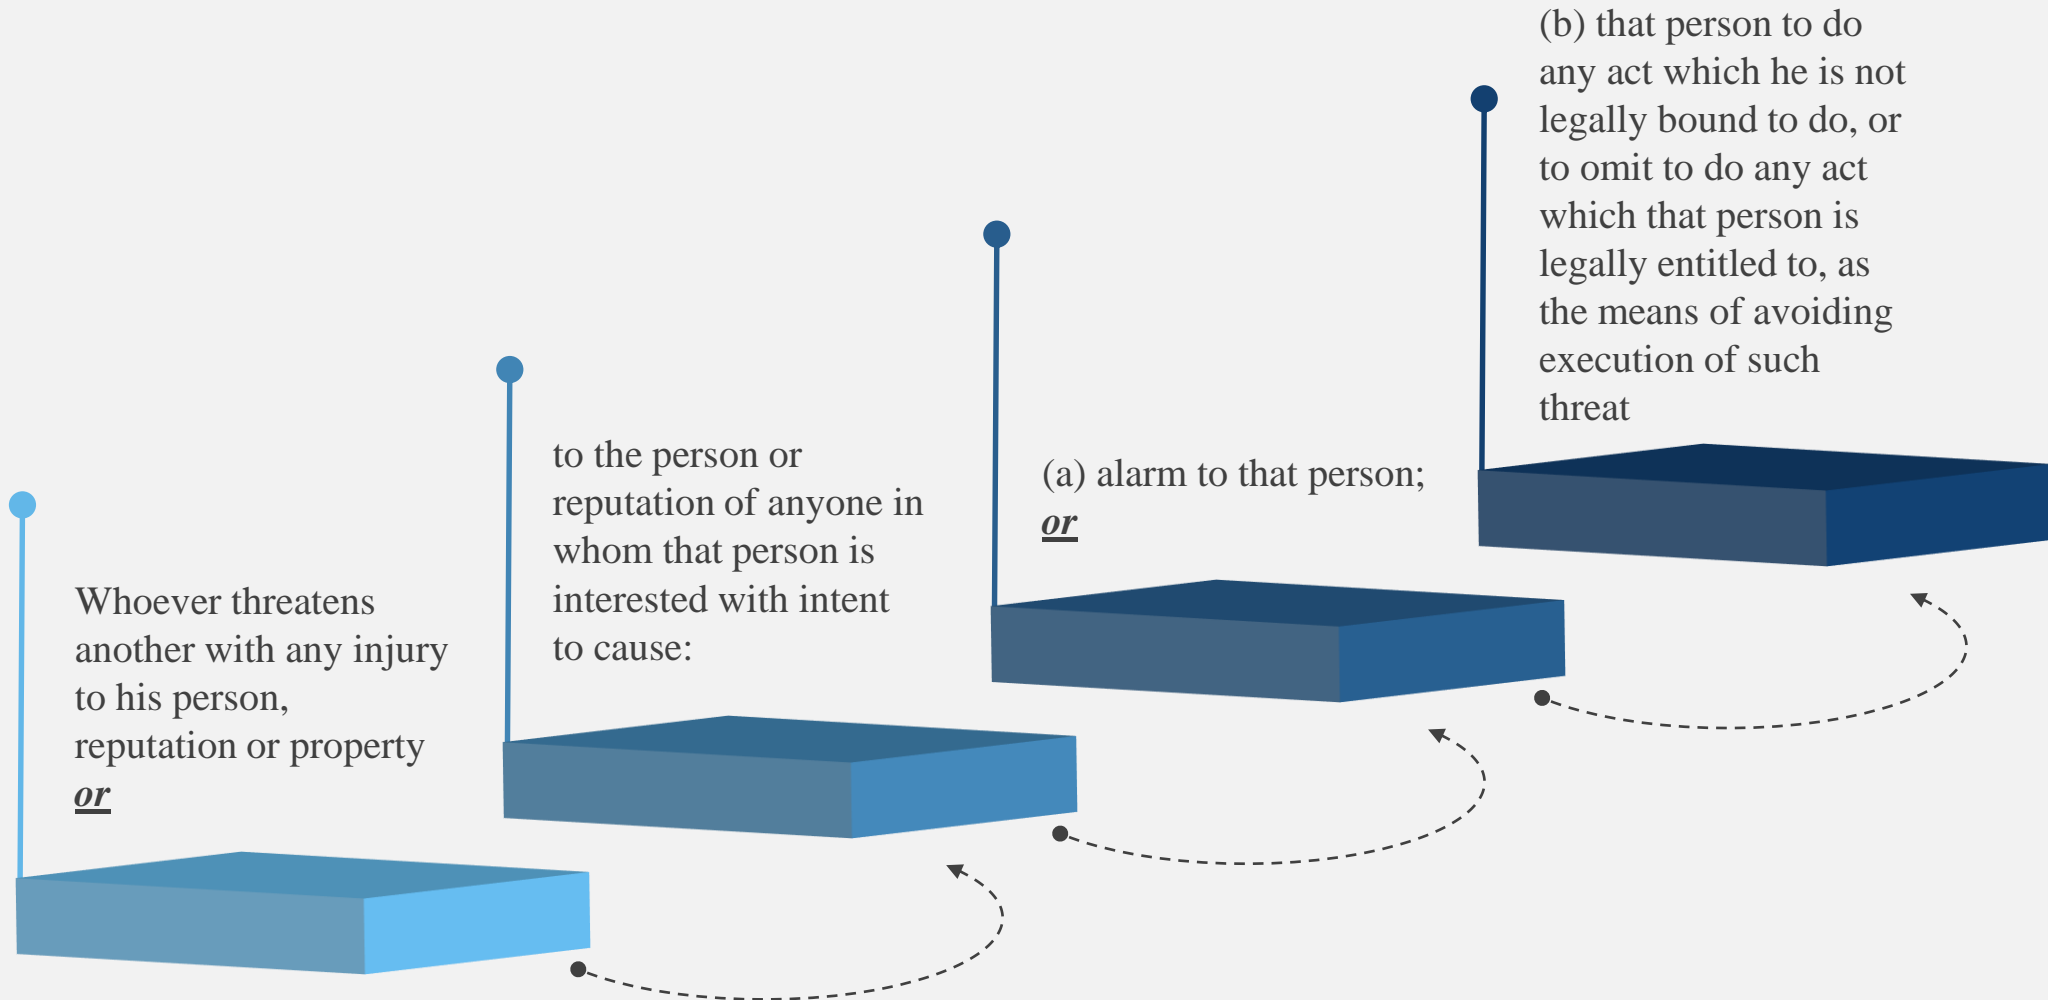 Whoever threatens
another with any injury
to his person,
reputation or property
or
to the person or
reputation of anyone in
whom that person is
interested with intent
to cause:
(a) alarm to that person;
or
(b) that person to do
any act which he is not
legally bound to do, or
to omit to do any act
which that person is
legally entitled to, as
the means of avoiding
execution of such
threat